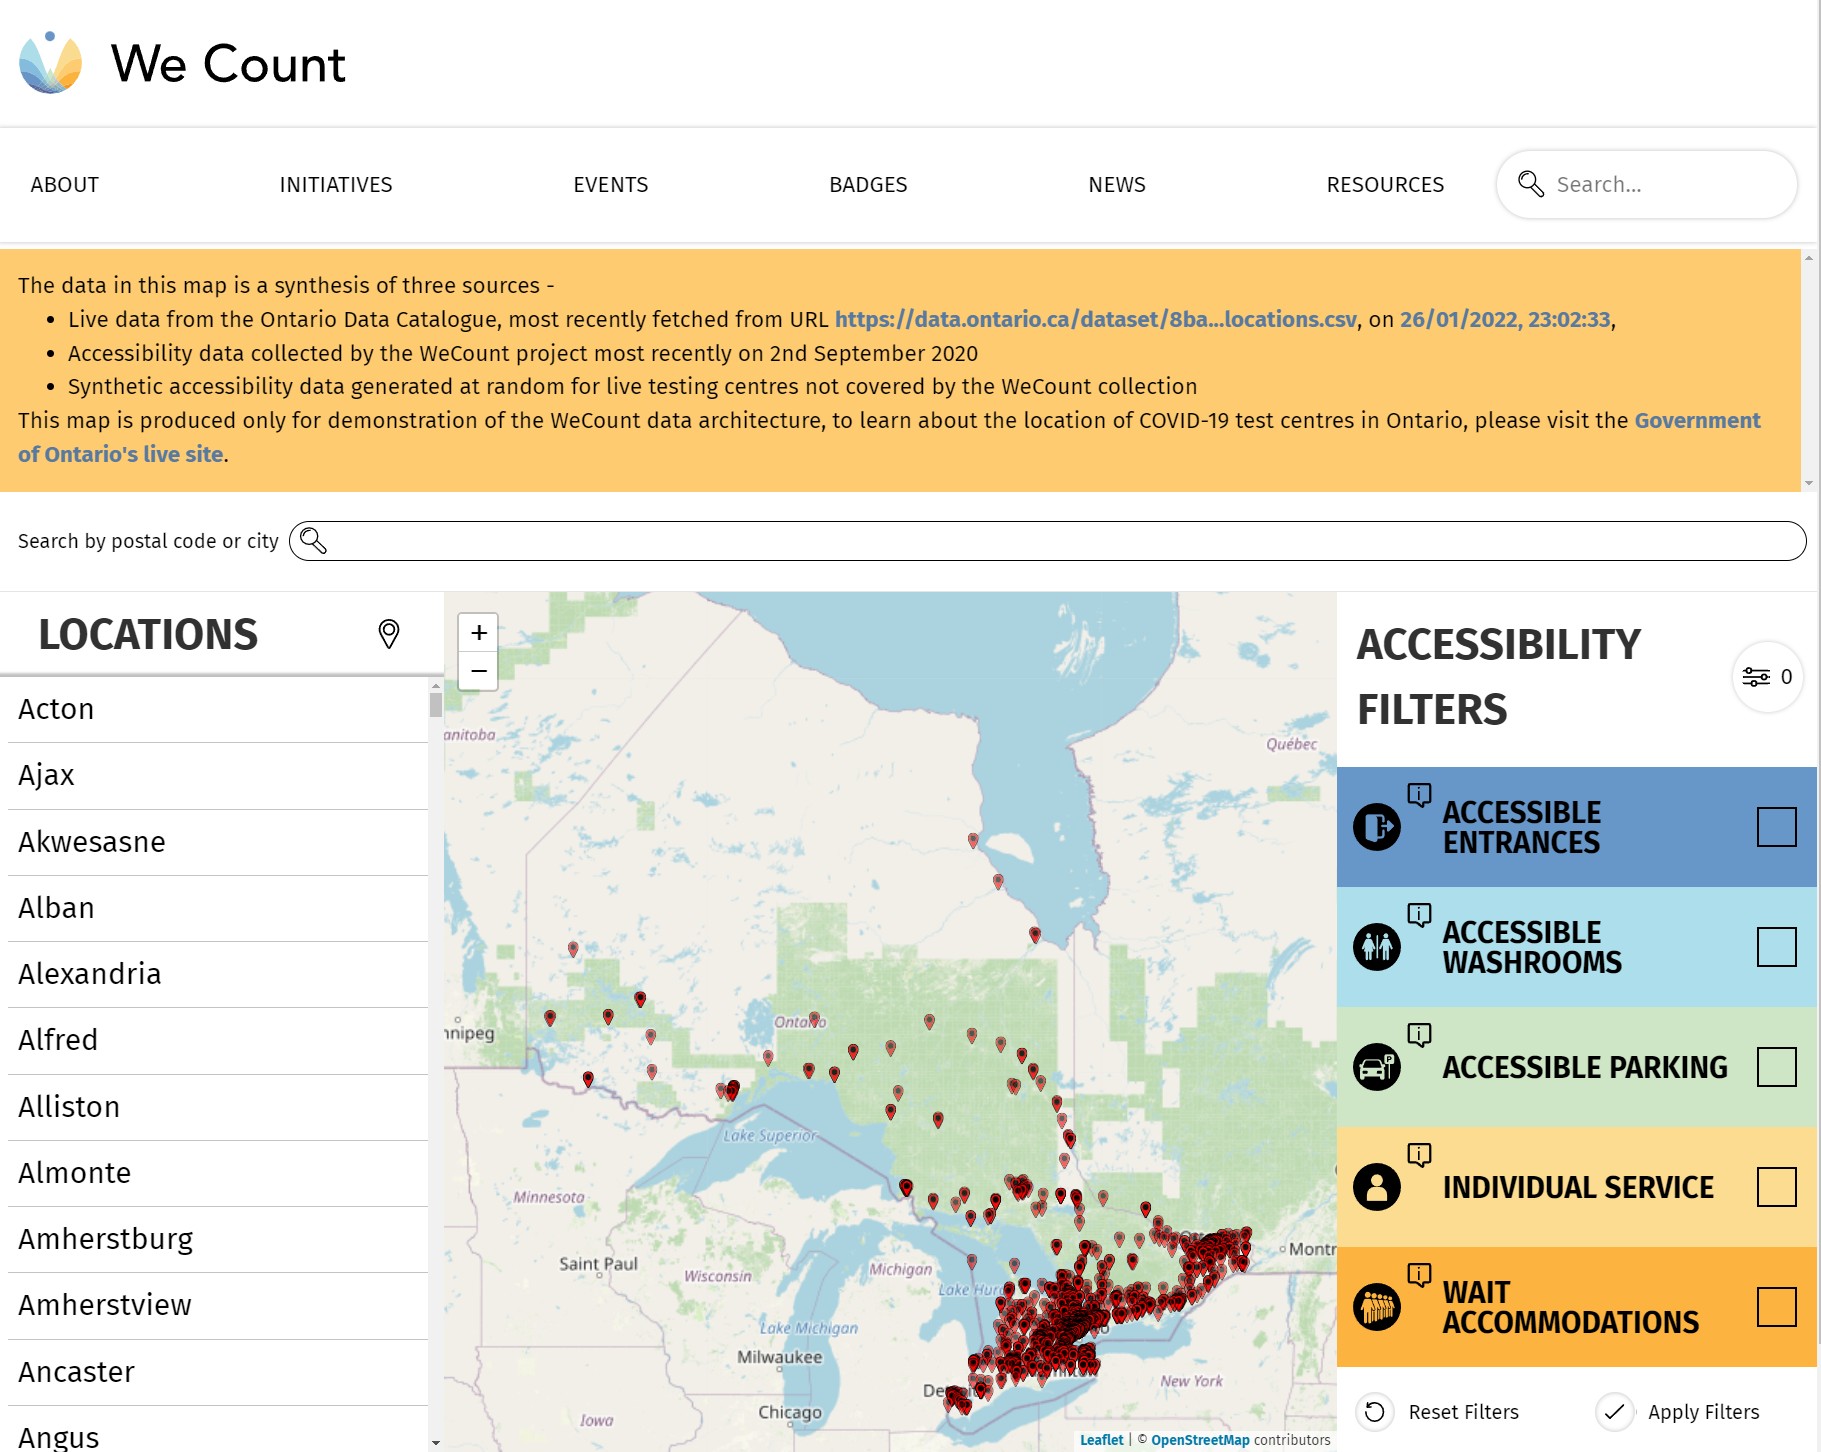 We Count
ABOUT
INITIATIVES
EVENTS
BADGES
NEWS
RESOURCES
Search...
The data in this map is a synthesis of three sources -
• Live data from the Ontario Data Catalogue, most recently fetched from URL https://data.ontario.ca/dataset/8ba...locations.csv, on 26/01/2022, 23:02:33,
• Accessibility data collected by the WeCount project most recently on 2nd September 2020
• Synthetic accessibility data generated at random for live testing centres not covered by the WeCount collection
This map is produced only for demonstration of the WeCount data architecture, to learn about the location of COVID-19 test centres in Ontario, please visit the Government
of Ontario's live site.
Search by postal code or city
LOCATIONS
Acton
Ajax
Akwesasne
Alban
Alexandria
Alfred
Alliston
Almonte
Amherstburg
Amherstview
Ancaster
Angus
+
−
anitoba
Québec
nnipeg
Ontario
Lake Superior
Minnesota
Saint Paul
Wisconsin
Michigan
Lake Huro
Montr
Lake Michigan
Milwaukee
New York
Chicago
Iowa
Leaflet | © OpenStreetMap contributors
ACCESSIBILITY
FILTERS
0
ACCESSIBLE
ENTRANCES
ACCESSIBLE
WASHROOMS
ACCESSIBLE PARKING
INDIVIDUAL SERVICE
WAIT
ACCOMMODATIONS
Reset Filters
Apply Filters